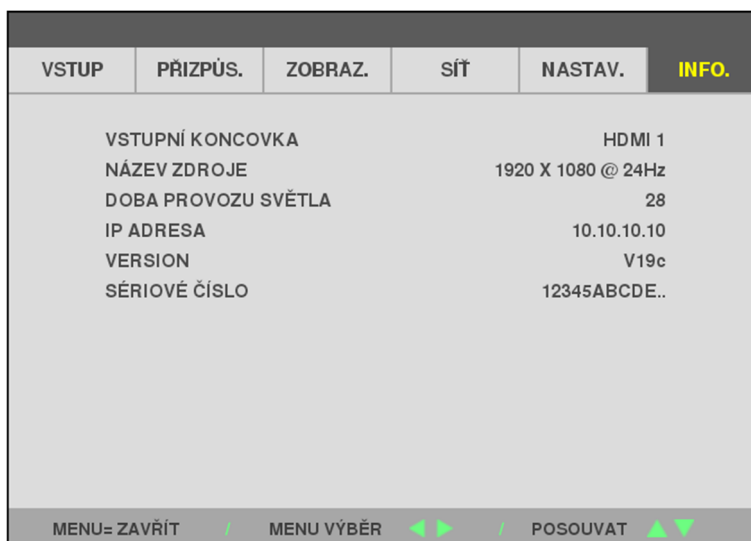 VSTUP PŘIZPŮS. ZOBRAZ. SÍŤ NASTAV. INFO.
VSTUPNÍ KONCOVKA HDMI 1
NÁZEV ZDROJE 1920 X 1080 @ 24Hz
DOBA PROVOZU SVĚTLA 28
IP ADRESA 10.10.10.10
VERSION V19c
SÉRIOVÉ ČÍSLO 12345ABCDE..
MENU= ZAVŘÍT / MENU VÝBĚR ◀ ▶ / POSOUVAT ▲ ▼